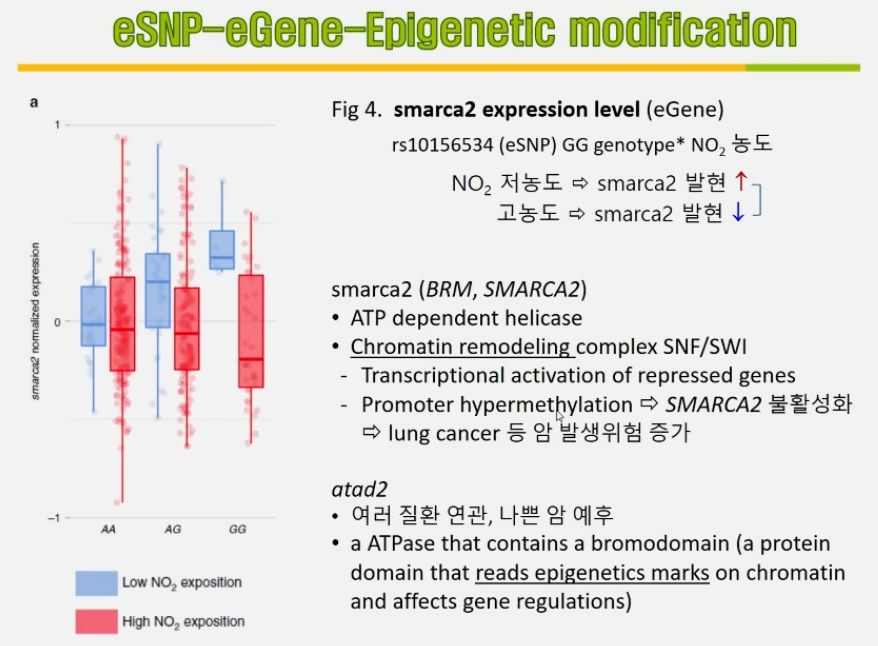 eSNP-eGene-Epigenetic modification
a
1
0
-1
smarca2 normalized expression
AA AG GG
Low NO₂ exposition
High NO₂ exposition
Fig 4. smarca2 expression level (eGene)
rs10156534 (eSNP) GG genotype* NO₂ 농도
NO₂ 저농도 ⇨ smarca2 발현 ↑
고농도 ⇨ smarca2 발현 ↓
smarca2 (BRM, SMARCA2)
• ATP dependent helicase
• Chromatin remodeling complex SNF/SWI
- Transcriptional activation of repressed genes
- Promoter hypermethylation ⇨ SMARCA2 불활성화
⇨ lung cancer 등 암 발생위험 증가
atad2
• 여러 질환 연관, 나쁜 암 예후
• a ATPase that contains a bromodomain (a protein
domain that reads epigenetics marks on chromatin
and affects gene regulations)